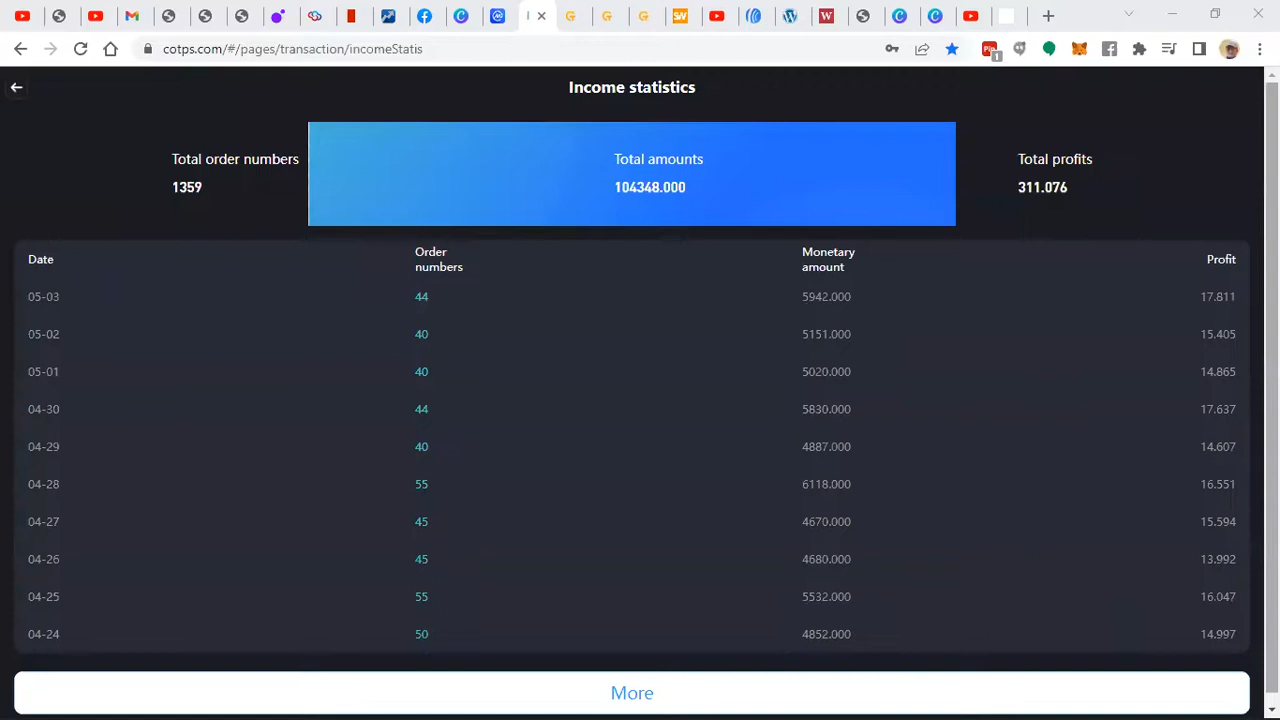 cotps.com/#/pages/transaction/incomeStatis
Income statistics
Total order numbers
1359
Total amounts
104348.000
Total profits
311.076
Date
Order
numbers
Monetary
amount
Profit
05-03 44 5942.000 17.811
05-02 40 5151.000 15.405
05-01 40 5020.000 14.865
04-30 44 5830.000 17.637
04-29 40 4887.000 14.607
04-28 55 6118.000 16.551
04-27 45 4670.000 15.594
04-26 45 4680.000 13.992
04-25 55 5532.000 16.047
04-24 50 4852.000 14.997
More